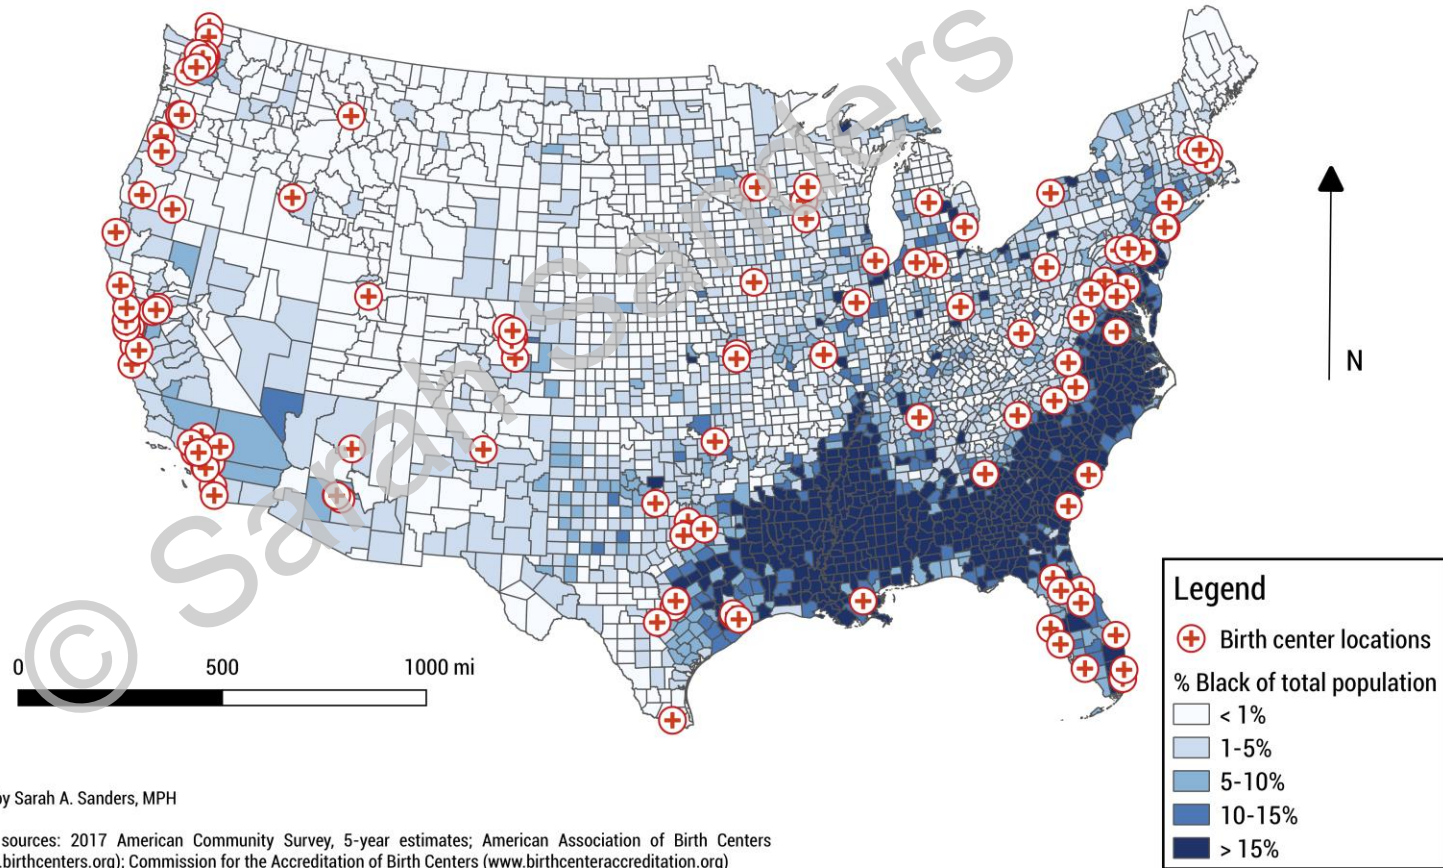 © Sarah Sanders
N
0 500 1000 mi
Legend
Birth center locations
% Black of total population
< 1%
1-5%
5-10%
10-15%
> 15%
by Sarah A. Sanders, MPH
sources: 2017 American Community Survey, 5-year estimates; American Association of Birth Centers
.birthcenters.org); Commission for the Accreditation of Birth Centers (www.birthcenteraccreditation.org)